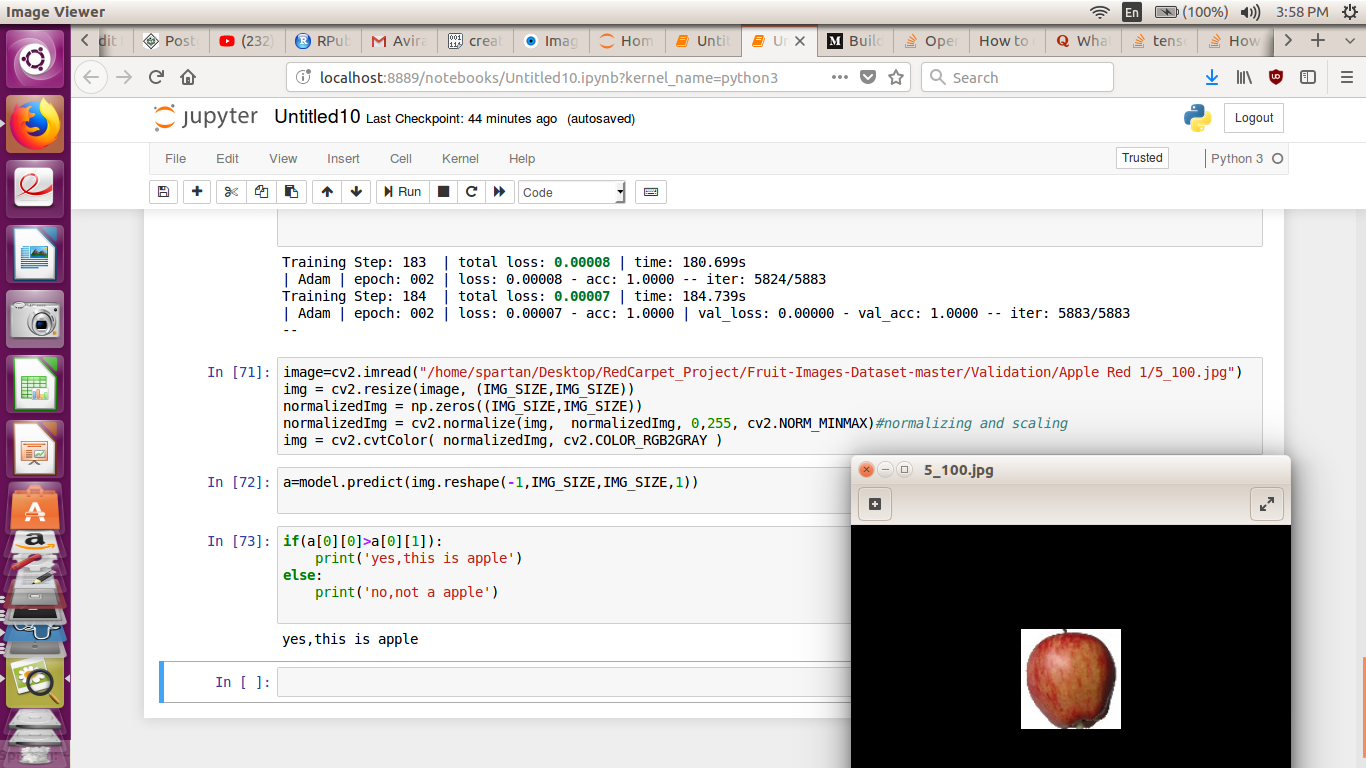 Image Viewer
En
(100%)
3:58 PM
dit
Post
(232)
RPub
Avira
creat
Imag
Hom
Untit
Un
Build
Oper
How to
Wha
tenso
How
localhost:8889/notebooks/Untitled10.ipynb?kernel_name=python3
Search
jupyter
Untitled10 Last Checkpoint: 44 minutes ago (autosaved)
Logout
File Edit View Insert Cell Kernel Help
Trusted
Python 3
Run
Code
Training Step: 183 | total loss: 0.00008 | time: 180.699s
| Adam | epoch: 002 | loss: 0.00008 - acc: 1.0000 -- iter: 5824/5883
Training Step: 184 | total loss: 0.00007 | time: 184.739s
| Adam | epoch: 002 | loss: 0.00007 - acc: 1.0000 | val_loss: 0.00000 - val_acc: 1.0000 -- iter: 5883/5883
--
In [71]:
image=cv2.imread("/home/spartan/Desktop/RedCarpet_Project/Fruit-Images-Dataset-master/Validation/Apple Red 1/5_100.jpg")
img = cv2.resize(image, (IMG_SIZE,IMG_SIZE))
normalizedImg = np.zeros((IMG_SIZE,IMG_SIZE))
normalizedImg = cv2.normalize(img,  normalizedImg, 0,255, cv2.NORM_MINMAX)#normalizing and scaling
img = cv2.cvtColor( normalizedImg, cv2.COLOR_RGB2GRAY )
In [72]:
a=model.predict(img.reshape(-1,IMG_SIZE,IMG_SIZE,1))
In [73]:
if(a[0][0]>a[0][1]):
    print('yes,this is apple')
else:
    print('no,not a apple')
yes,this is apple
In [ ]:
5_100.jpg